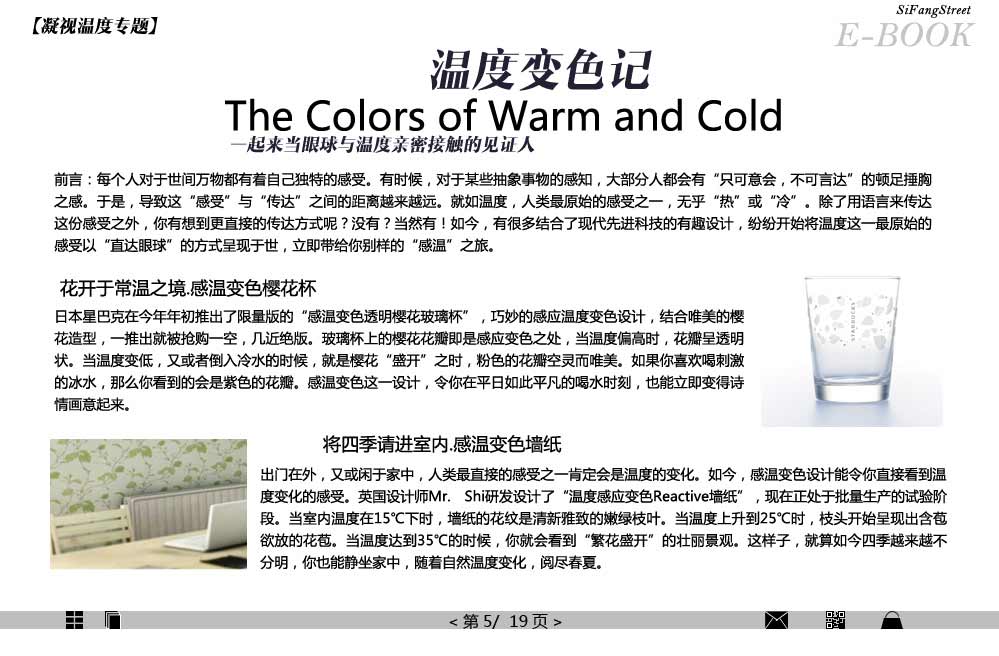 【凝视温度专题】
SiFangStreet
E-BOOK
温度变色记
The Colors of Warm and Cold
一起来当眼球与温度亲密接触的见证人
前言：每个人对于世间万物都有着自己独特的感受。有时候，对于某些抽象事物的感知，大部分人都会有“只可意会，不可言达”的顿足捶胸
之感。于是，导致这“感受”与“传达”之间的距离越来越远。就如温度，人类最原始的感受之一，无乎“热”或“冷”。除了用语言来传达
这份感受之外，你有想到更直接的传达方式呢？没有？当然有！如今，有很多结合了现代先进科技的有趣设计，纷纷开始将温度这一最原始的
感受以“直达眼球”的方式呈现于世，立即带给你别样的“感温”之旅。
花开于常温之境.感温变色樱花杯
日本星巴克在今年年初推出了限量版的“感温变色透明樱花玻璃杯”，巧妙的感应温度变色设计，结合唯美的樱
花造型，一推出就被抢购一空，几近绝版。玻璃杯上的樱花花瓣即是感应变色之处，当温度偏高时，花瓣呈透明
状。当温度变低，又或者倒入冷水的时候，就是樱花“盛开”之时，粉色的花瓣空灵而唯美。如果你喜欢喝刺激
的冰水，那么你看到的会是紫色的花瓣。感温变色这一设计，令你在平日如此平凡的喝水时刻，也能立即变得诗
情画意起来。
STARBUCKS
将四季请进室内.感温变色墙纸
出门在外，又或闲于家中，人类最直接的感受之一肯定会是温度的变化。如今，感温变色设计能令你直接看到温
度变化的感受。英国设计师Mr. Shi研发设计了“温度感应变色Reactive墙纸”，现在正处于批量生产的试验阶
段。当室内温度在15℃下时，墙纸的花纹是清新雅致的嫩绿枝叶。当温度上升到25℃时，枝头开始呈现出含苞
欲放的花苞。当温度达到35℃的时候，你就会看到“繁花盛开”的壮丽景观。这样子，就算如今四季越来越不
分明，你也能静坐家中，随着自然温度变化，阅尽春夏。
< 第 5/ 19 页 >